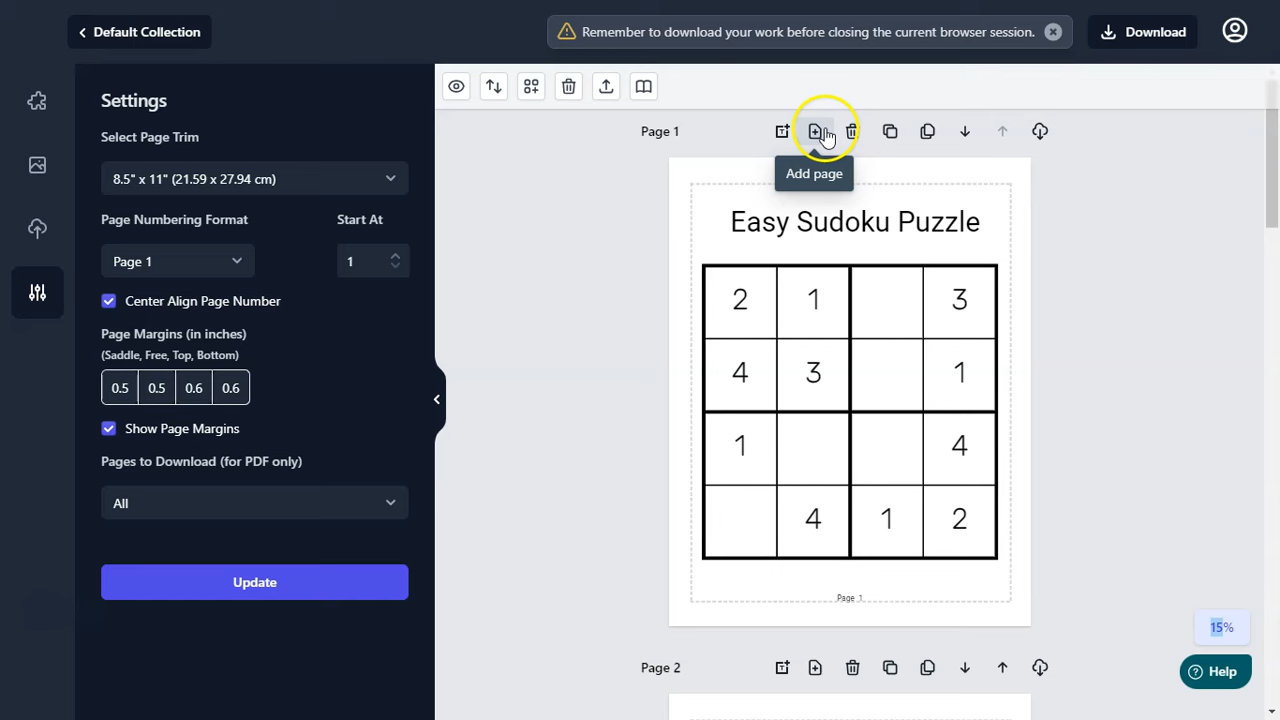 Default Collection
Remember to download your work before closing the current browser session.
Download
Settings
Select Page Trim
8.5" x 11" (21.59 x 27.94 cm)
Page Numbering Format
Start At
Page 1
1
Center Align Page Number
Page Margins (in inches)
(Saddle, Free, Top, Bottom)
0.5 0.5 0.6 0.6
Show Page Margins
Pages to Download (for PDF only)
All
Update
Page 1
Add page
Easy Sudoku Puzzle
2 1 3
4 3 1
1 4
4 1 2
Page 1
15%
Page 2
Help